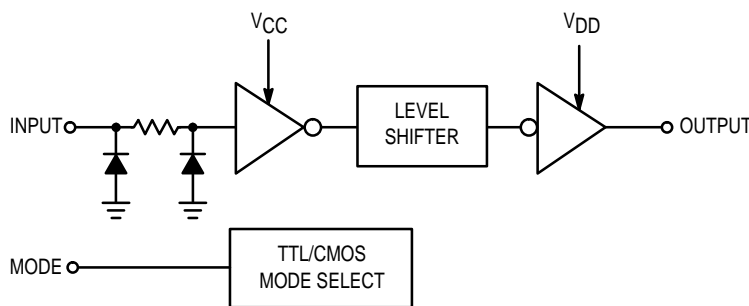 VCC
VDD
INPUT
LEVEL
SHIFTER
OUTPUT
MODE
TTL/CMOS
MODE SELECT